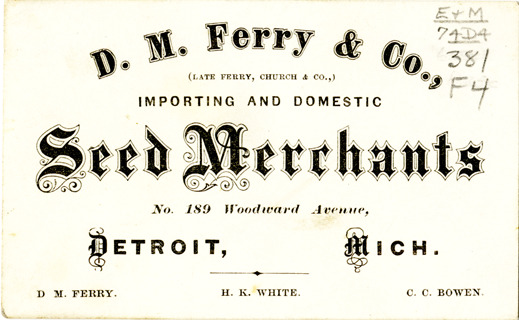 D. M. Ferry & Co.,
(LATE FERRY, CHURCH & CO.,)
IMPORTING AND DOMESTIC
Seed Merchants
No. 189 Woodward Avenue,
DETROIT, MICH.
D M. FERRY. H. K. WHITE. C. C. BOWEN.
E&M
74D4
381
F4